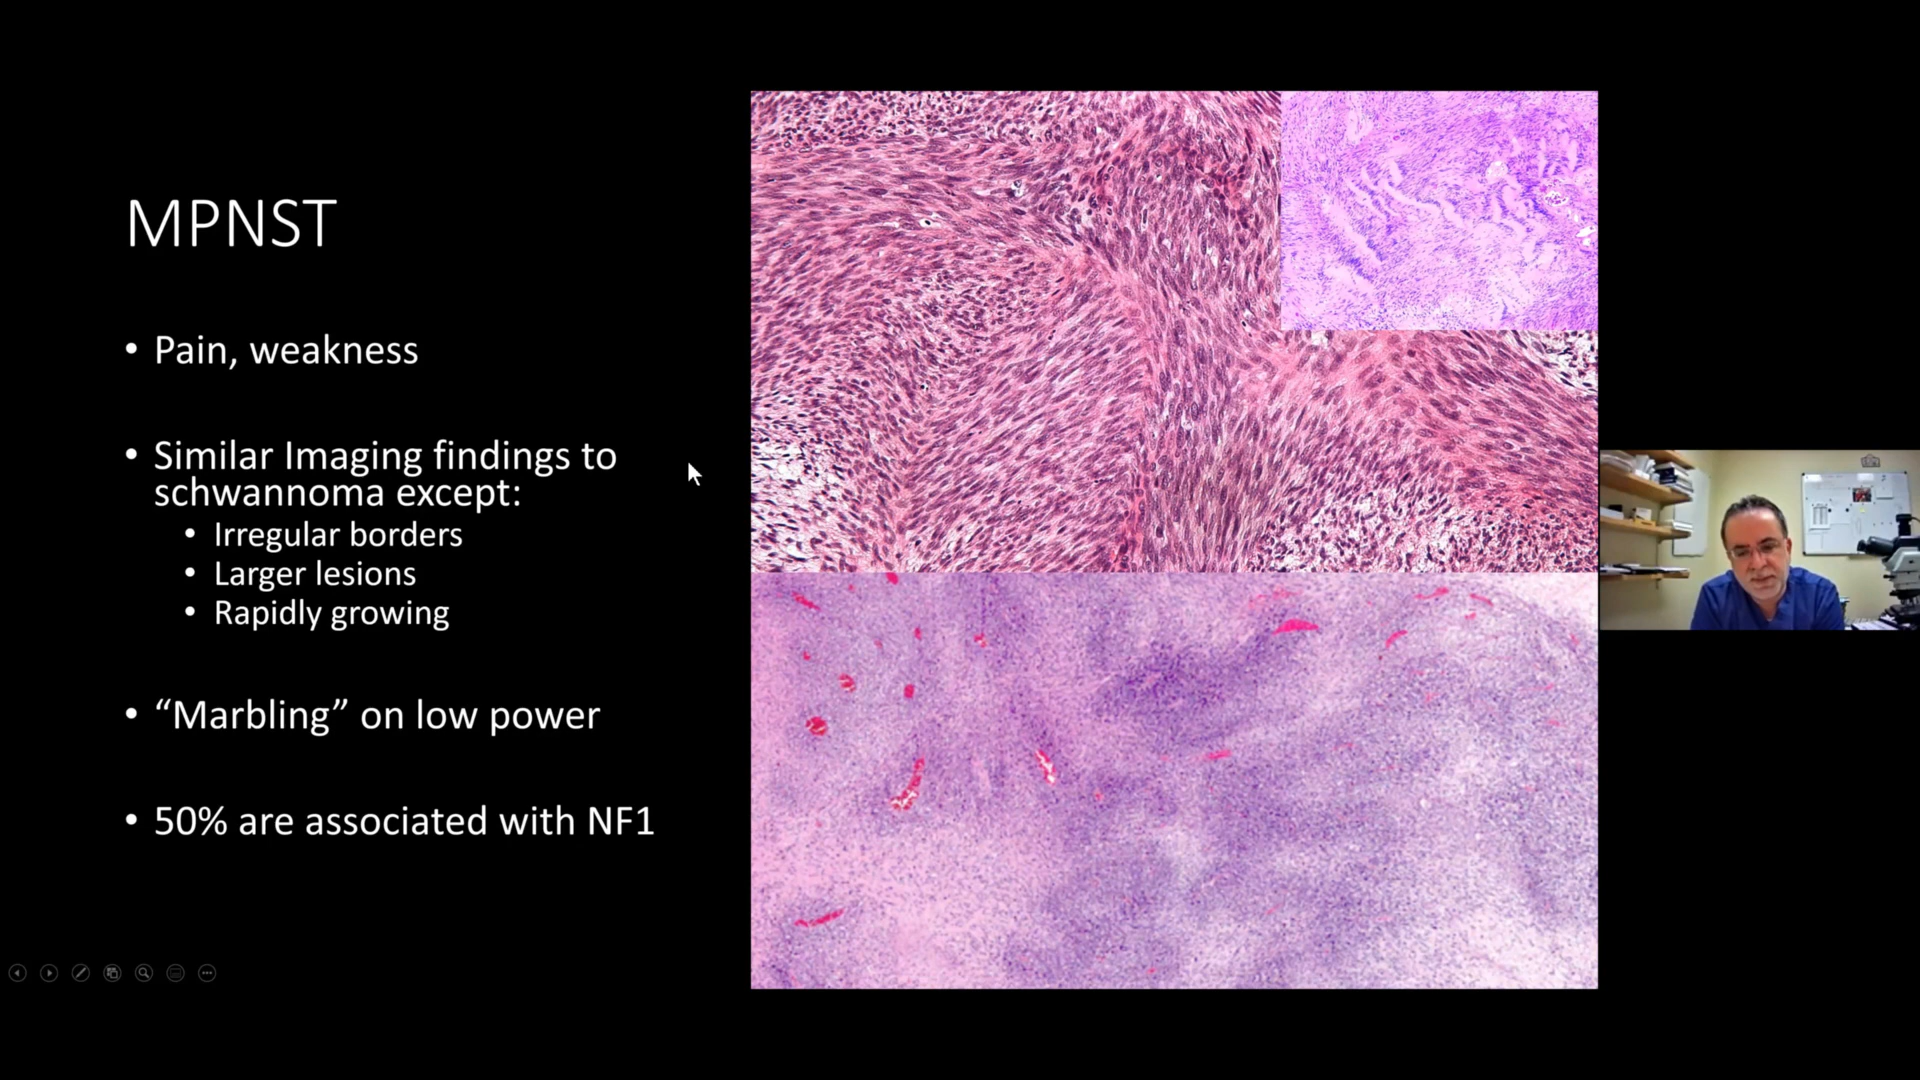 MPNST
• Pain, weakness
• Similar Imaging findings to
schwannoma except:
• Irregular borders
• Larger lesions
• Rapidly growing
• “Marbling” on low power
• 50% are associated with NF1